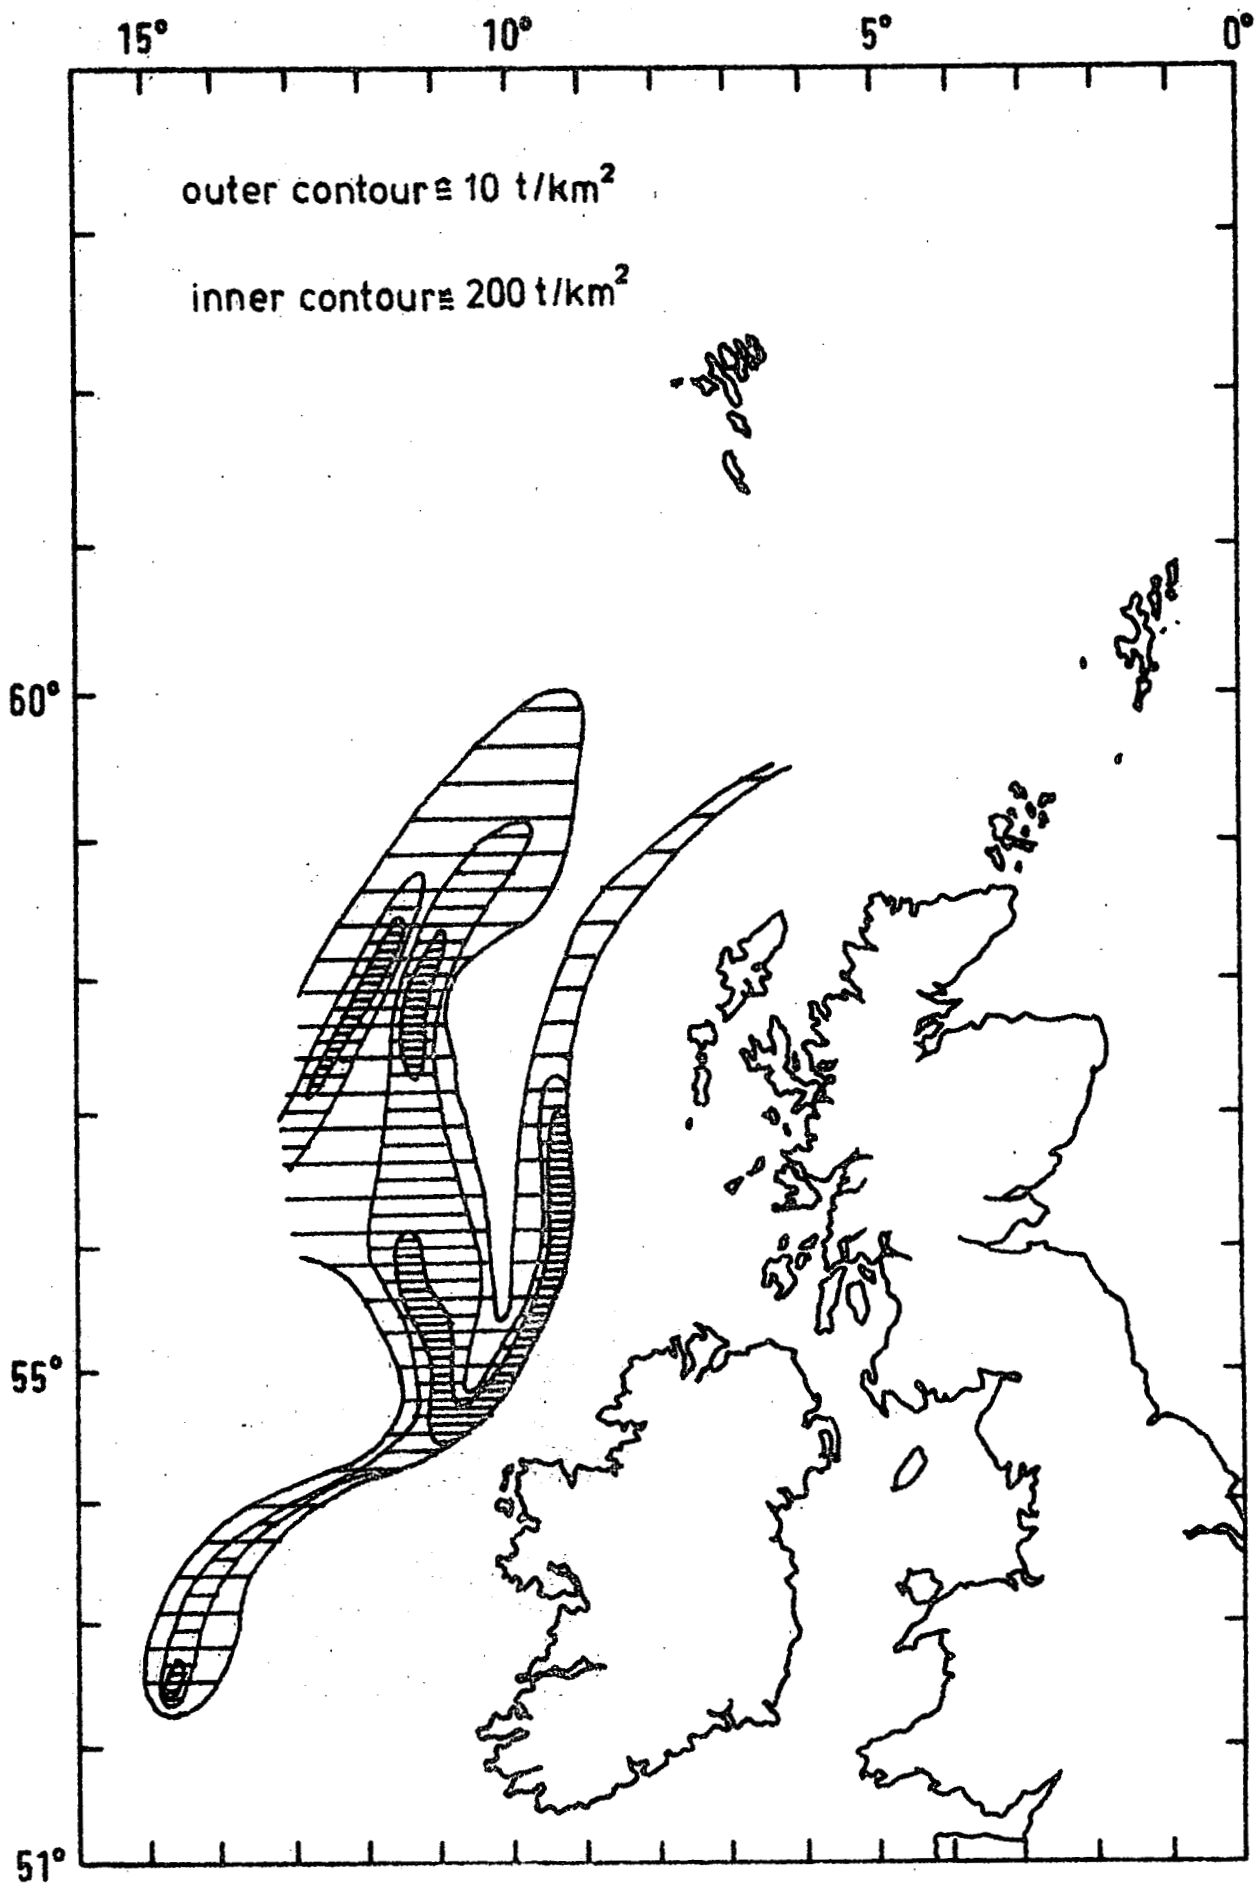 15° 10° 5° 0°
outer contour ≙ 10 t/km²
inner contour ≙ 200 t/km²
60°
55°
51°